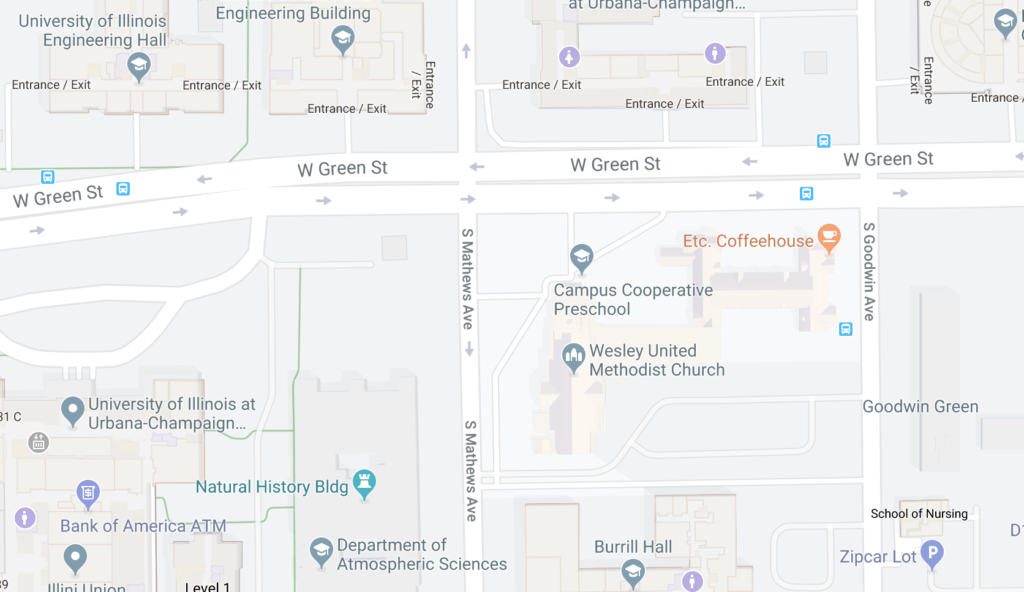 University of Illinois
Engineering Hall
Engineering Building
at Urbana-Champaign...
Entrance / Exit
Entrance / Exit
Entrance / Exit
Entrance
/ Exit
Entrance / Exit
Entrance / Exit
Entrance / Exit
Entrance
/ Exit
Entrance /
W Green St
W Green St
W Green St
W Green St
S Mathews Ave
S Goodwin Ave
Etc. Coffeehouse
Campus Cooperative
Preschool
Wesley United
Methodist Church
University of Illinois at
Urbana-Champaign...
31 C
Goodwin Green
S Mathews Ave
Natural History Bldg
Bank of America ATM
School of Nursing
Department of
Atmospheric Sciences
Burrill Hall
Zipcar Lot
P
Illini Union
Level 1
39